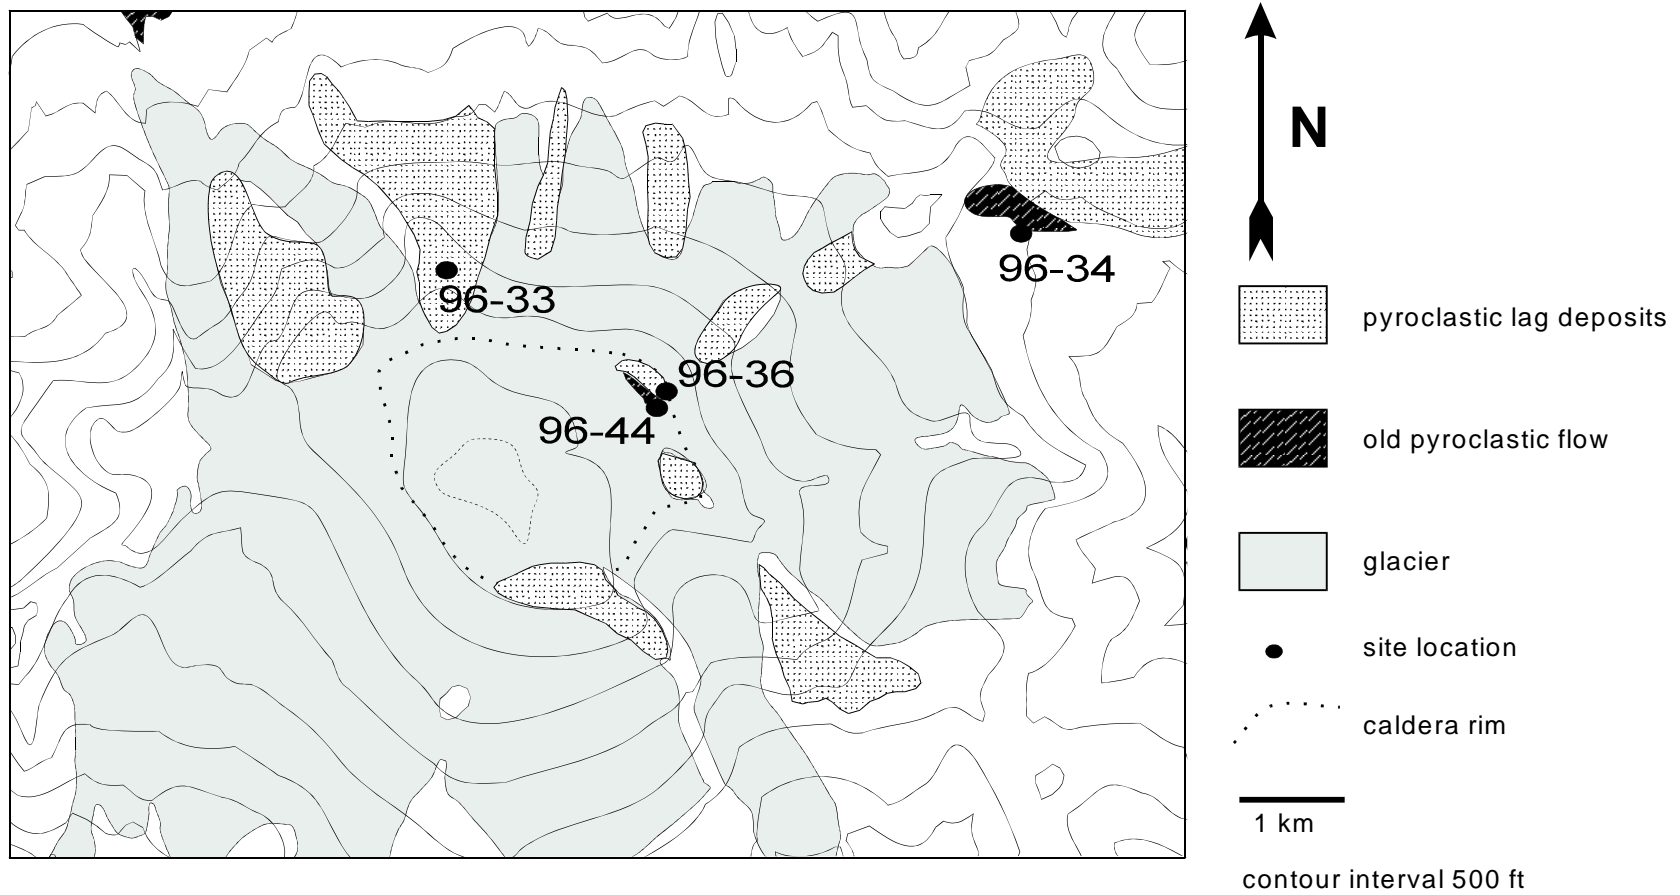 N
96-34
96-33
96-36
96-44
pyroclastic lag deposits
old pyroclastic flow
glacier
site location
caldera rim
1 km
contour interval 500 ft